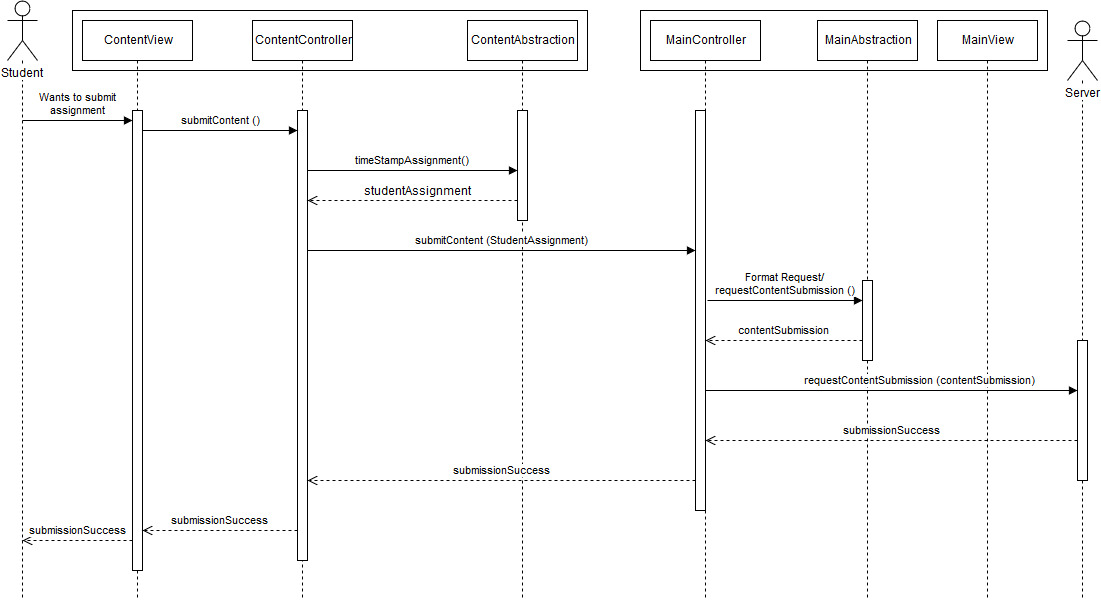 ContentView
ContentController
ContentAbstraction
MainController
MainAbstraction
MainView
Student
Server
Wants to submit
assignment
submitContent ()
timeStampAssignment()
studentAssignment
submitContent (StudentAssignment)
Format Request/
requestContentSubmission ()
contentSubmission
requestContentSubmission (contentSubmission)
submissionSuccess
submissionSuccess
submissionSuccess
submissionSuccess